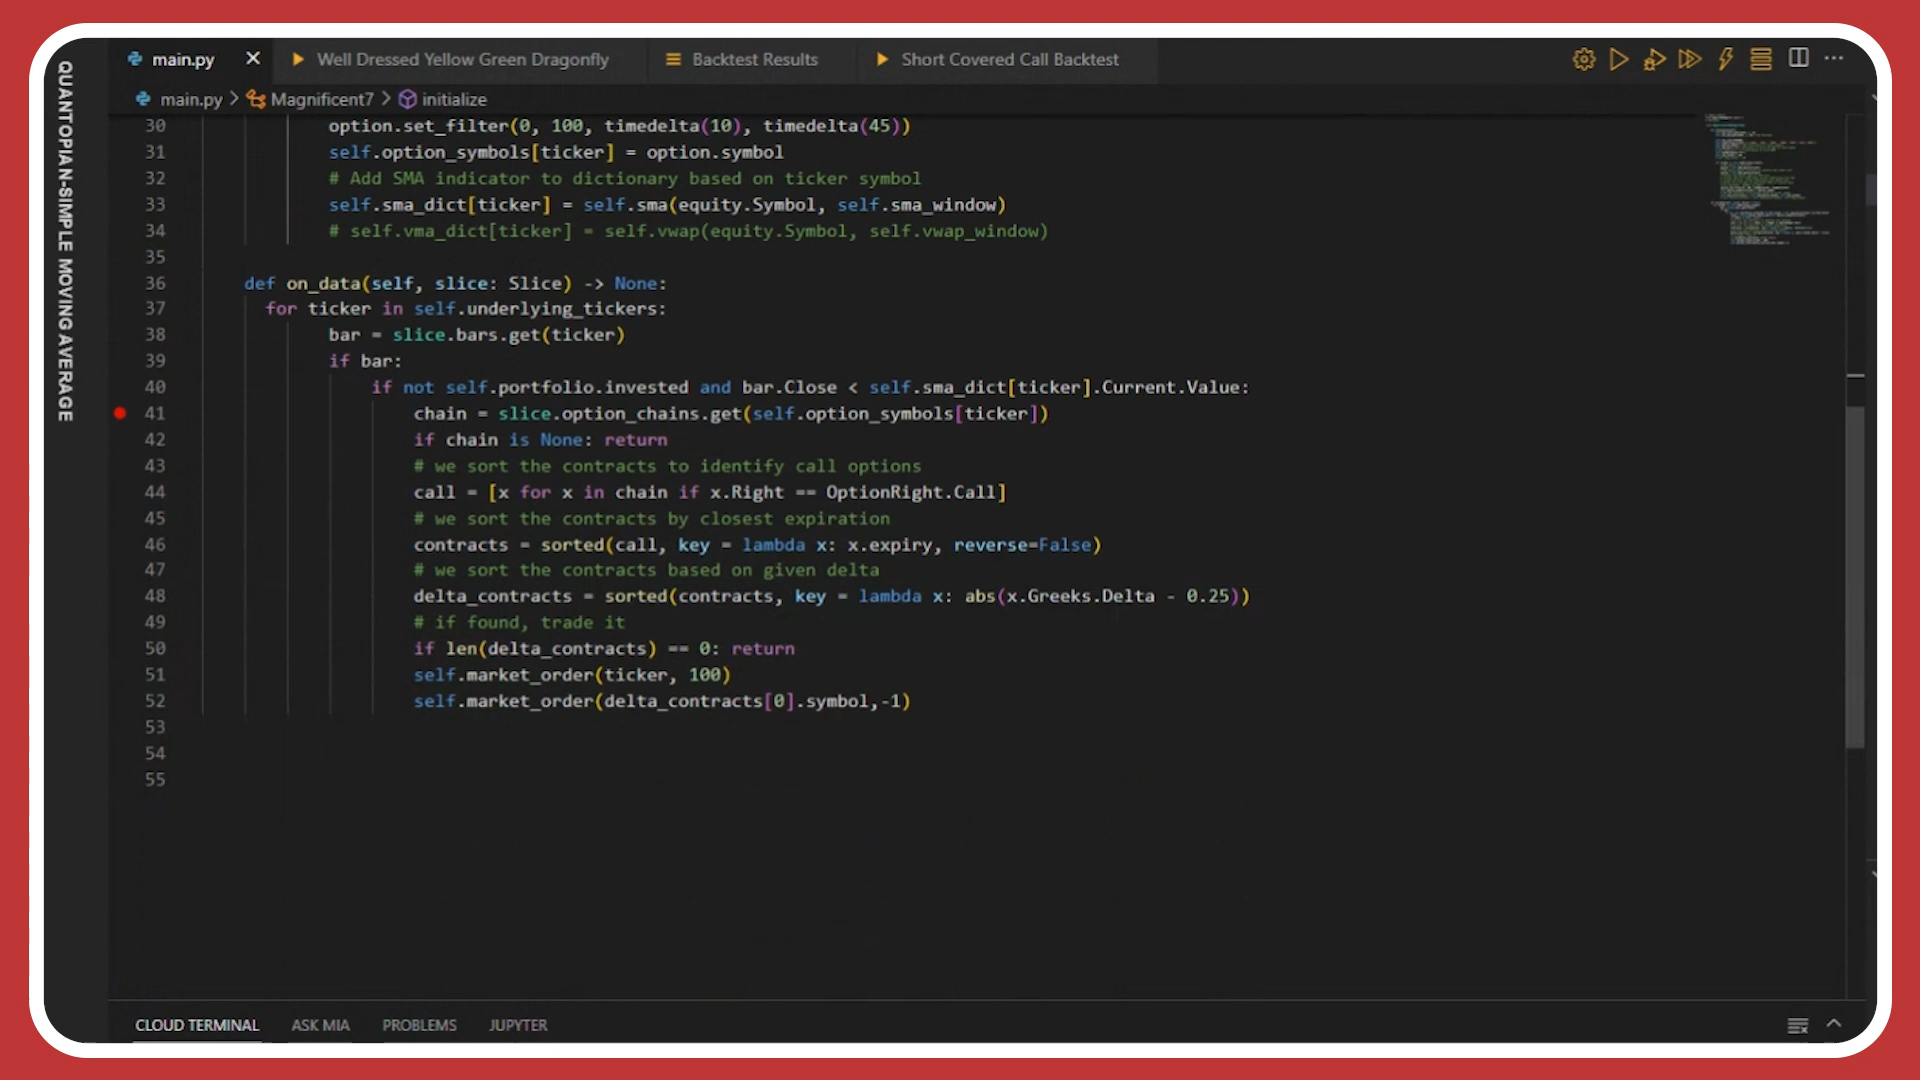 QUANTOPIAN-SIMPLE MOVING AVERAGE
main.py
Well Dressed Yellow Green Dragonfly
Backtest Results
Short Covered Call Backtest
main.py > Magnificent7 > initialize
30 option.set_filter(0, 100, timedelta(10), timedelta(45))
31 self.option_symbols[ticker] = option.symbol
32 # Add SMA indicator to dictionary based on ticker symbol
33 self.sma_dict[ticker] = self.sma(equity.Symbol, self.sma_window)
34 # self.vma_dict[ticker] = self.vwap(equity.Symbol, self.vwap_window)
35
36 def on_data(self, slice: Slice) -> None:
37 for ticker in self.underlying_tickers:
38 bar = slice.bars.get(ticker)
39 if bar:
40 if not self.portfolio.invested and bar.Close < self.sma_dict[ticker].Current.Value:
41 chain = slice.option_chains.get(self.option_symbols[ticker])
42 if chain is None: return
43 # we sort the contracts to identify call options
44 call = [x for x in chain if x.Right == OptionRight.Call]
45 # we sort the contracts by closest expiration
46 contracts = sorted(call, key = lambda x: x.expiry, reverse=False)
47 # we sort the contracts based on given delta
48 delta_contracts = sorted(contracts, key = lambda x: abs(x.Greeks.Delta - 0.25))
49 # if found, trade it
50 if len(delta_contracts) == 0: return
51 self.market_order(ticker, 100)
52 self.market_order(delta_contracts[0].symbol,-1)
53
54
55
CLOUD TERMINAL
ASK MIA
PROBLEMS
JUPYTER